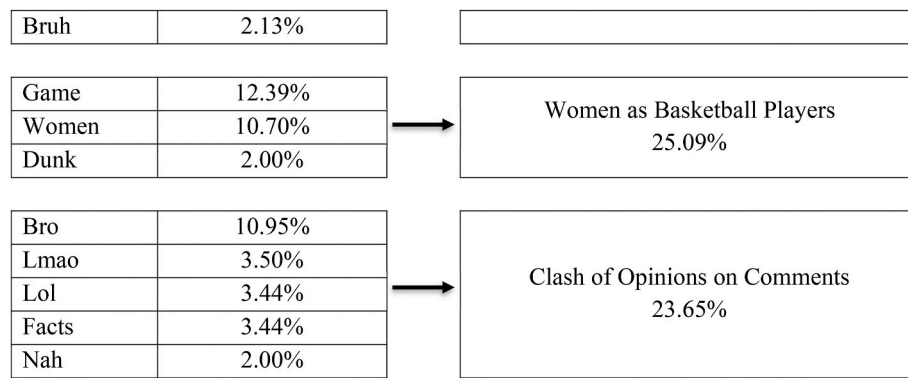 Bruh 2.13%
Game 12.39%
Women 10.70%
Dunk 2.00%
Women as Basketball Players
25.09%
Bro 10.95%
Lmao 3.50%
Lol 3.44%
Facts 3.44%
Nah 2.00%
Clash of Opinions on Comments
23.65%